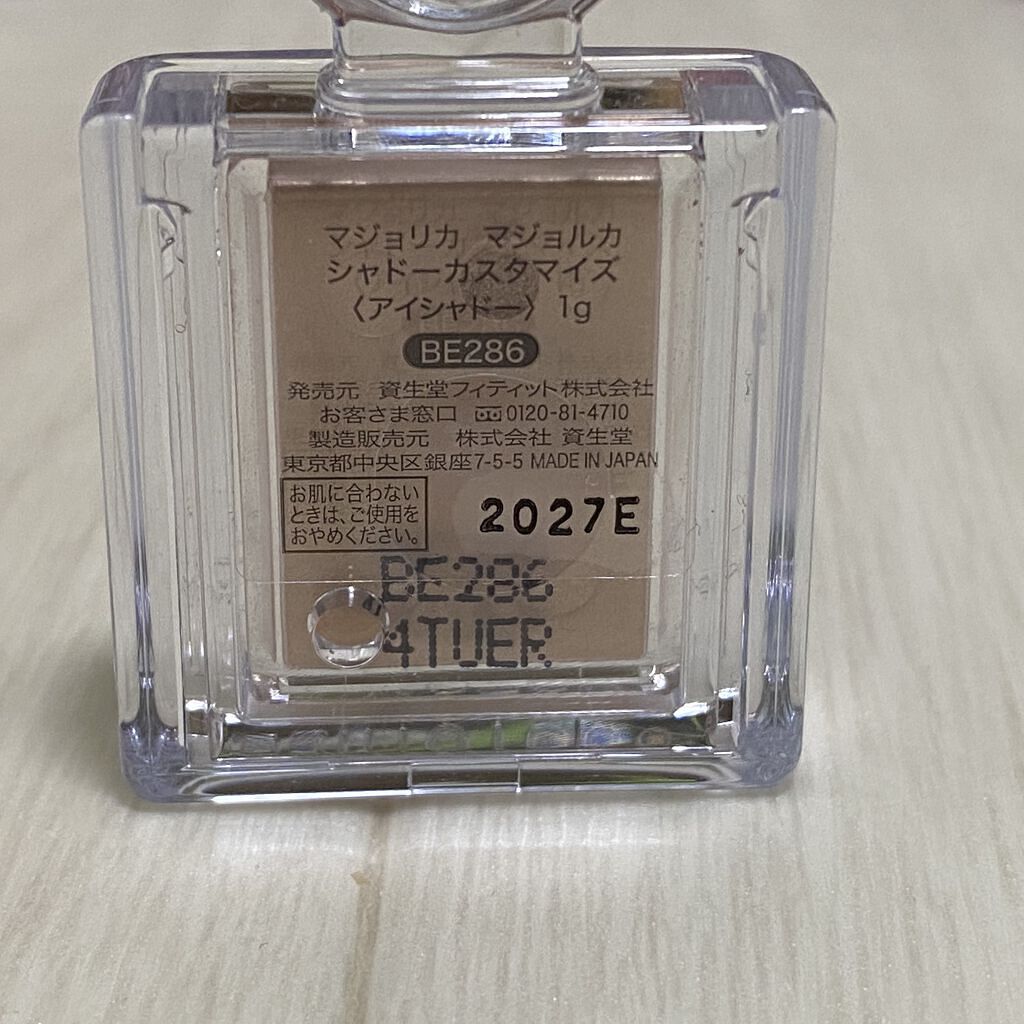 マジョリカ マジョルカ
シャドーカスタマイズ
〈アイシャドー〉 1g
BE286
発売元 資生堂フィティット株式会社
お客さま窓口 0120-81-4710
製造販売元 株式会社 資生堂
東京都中央区銀座7-5-5 MADE IN JAPAN
お肌に合わない
ときは、ご使用を
おやめください。
2027E
BE286
4TUER